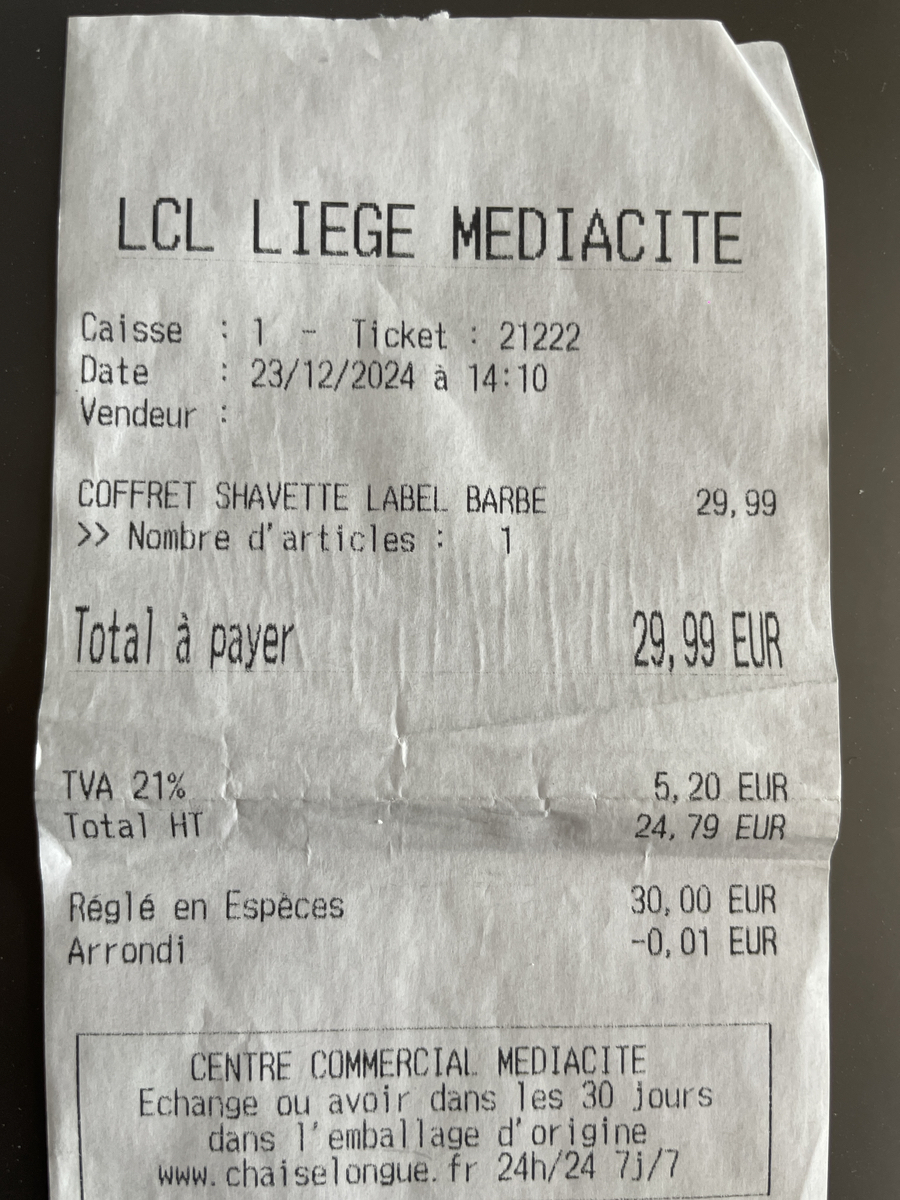 LCL LIEGE MEDIACITE
Caisse : 1 - Ticket : 21222
Date : 23/12/2024 à 14:10
Vendeur :
COFFRET SHAVETTE LABEL BARBE 29,99
>> Nombre d'articles : 1
Total à payer 29,99 EUR
TVA 21% 5,20 EUR
Total HT 24,79 EUR
Réglé en Espèces 30,00 EUR
Arrondi -0,01 EUR
CENTRE COMMERCIAL MEDIACITE
Echange ou avoir dans les 30 jours
dans l'emballage d'origine
www.chaiselongue.fr 24h/24 7j/7